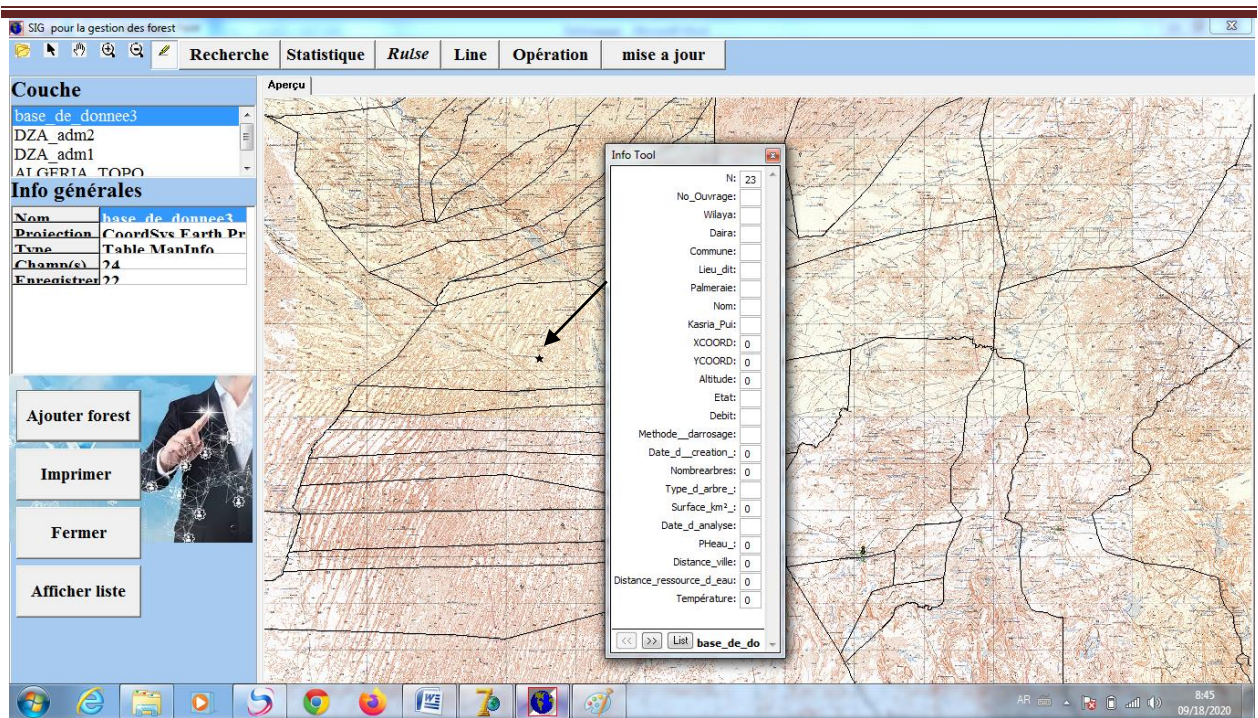 SIG pour la gestion des forest
Recherche Statistique Rulse Line Opération mise a jour
Couche
base_de_donnee3
DZA_adm2
DZA_adm1
ALGERIA_TOPO
Info générales
Nom base_de_donnee3
Projection CoordSys Earth Pr
Type Table MapInfo
Champ(s) 24
Enregistrer 22
Ajouter forest
Imprimer
Fermer
Afficher liste
Aperçu
Info Tool
N: 23
No_Ouvrage:
Wilaya:
Daira:
Commune:
Lieu_dit:
Palmeraie:
Nom:
Kasria_Pui:
XCOORD: 0
YCOORD: 0
Altitude: 0
Etat:
Debit:
Methode__darrosage:
Date_d__creation_: 0
Nombrearbres: 0
Type_d_arbre_:
Surface_km²_: 0
Date_d_analyse:
PHeau_: 0
Distance_ville: 0
Distance_ressource_d_eau: 0
Température: 0
<< >> List base_de_do
AR 8:45
09/18/2020